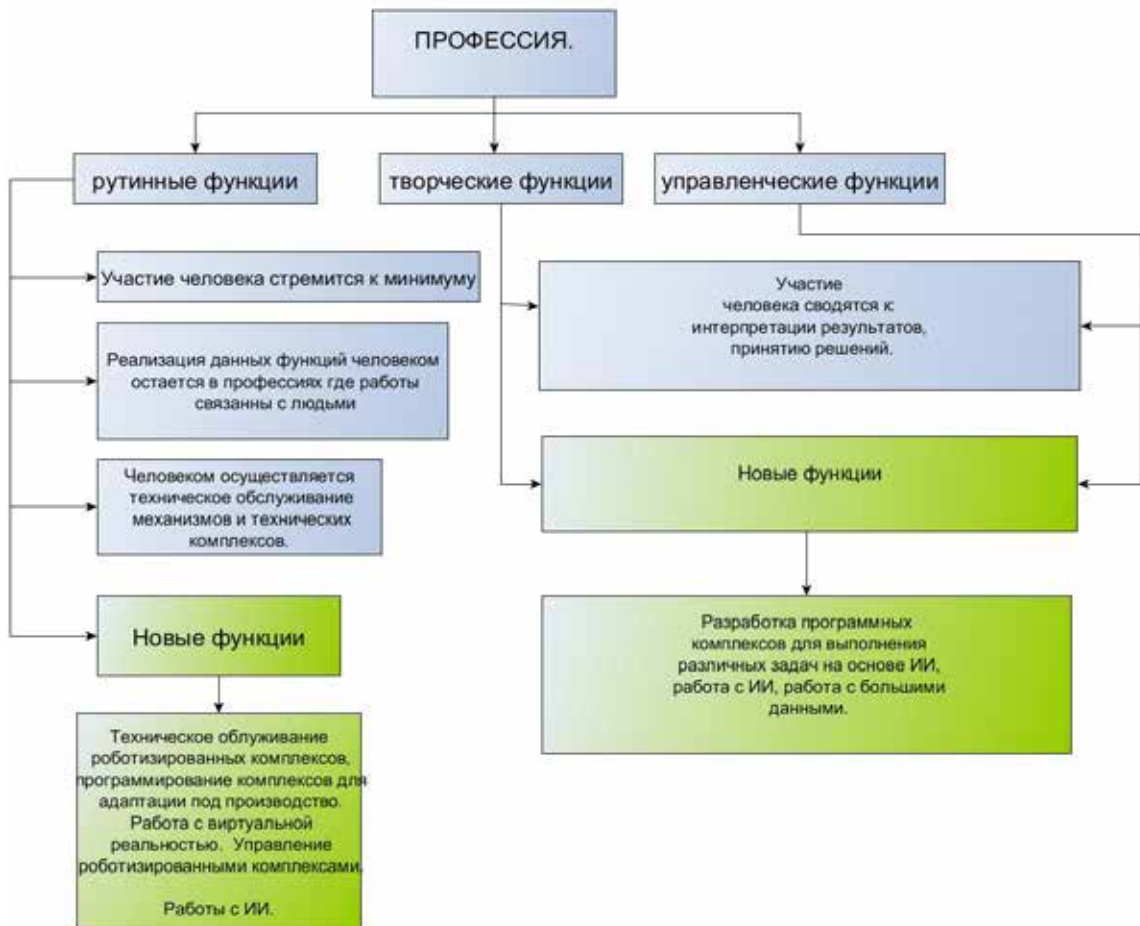 ПРОФЕССИЯ.
рутинные функции
творческие функции
управленческие функции
Участие человека стремится к минимуму
Реализация данных функций человеком
остается в профессиях где работы
связанны с людьми
Человеком осуществляется
техническое обслуживание
механизмов и технических
комплексов.
Новые функции
Техническое облуживание
роботизированных комплексов,
программирование комплексов для
адаптации под производство.
Работа с виртуальной
реальностью. Управление
роботизированными комплексами.
Работы с ИИ.
Участие
человека сводятся к
интерпретации результатов,
принятию решений.
Новые функции
Разработка программных
комплексов для выполнения
различных задач на основе ИИ,
работа с ИИ, работа с большими
данными.